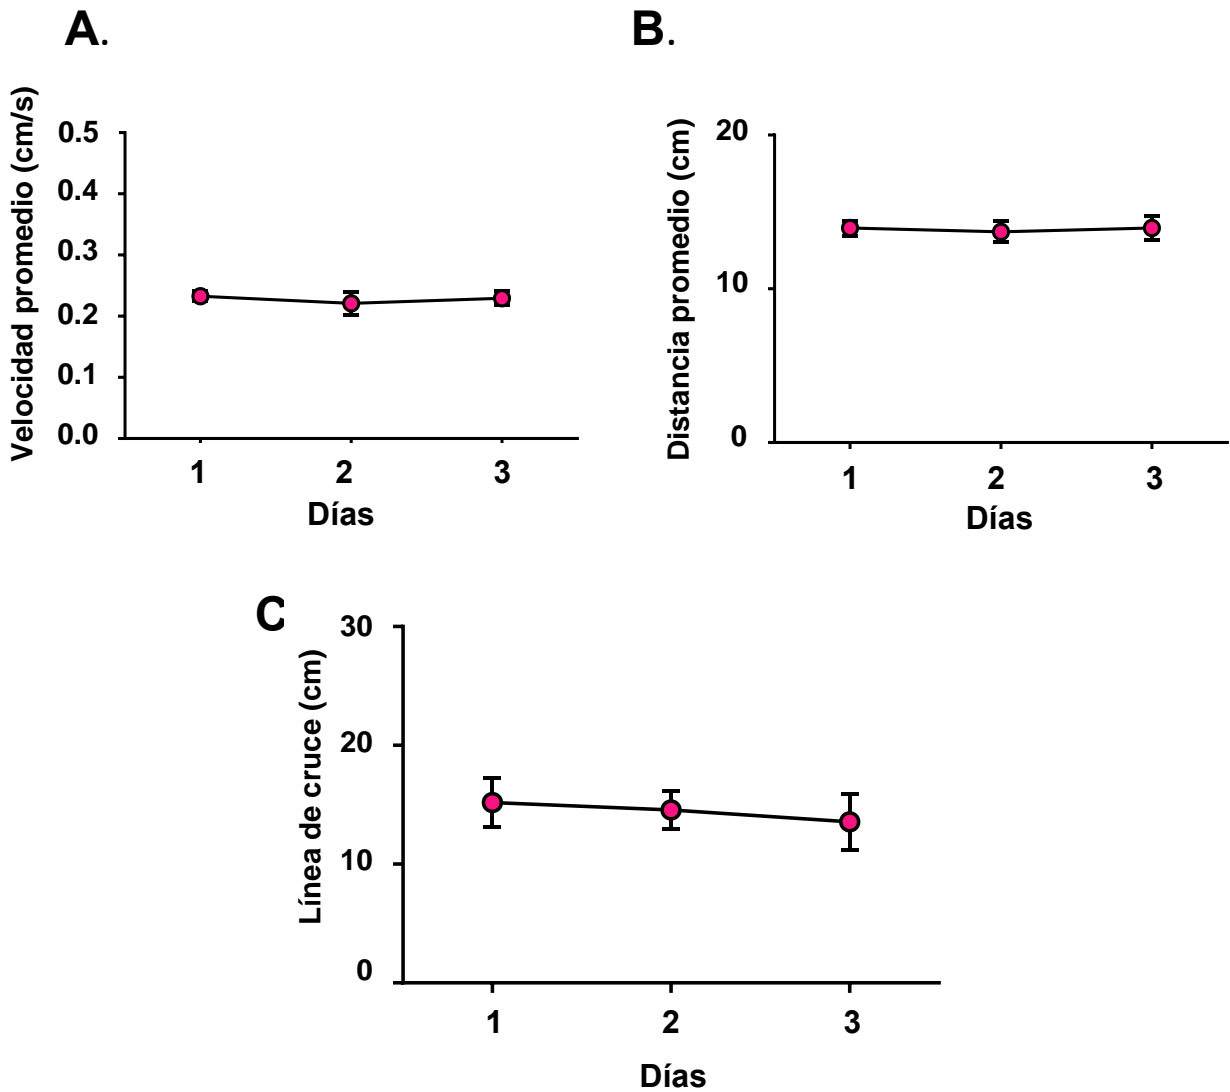 A.
Velocidad promedio (cm/s)
0.5
0.4
0.3
0.2
0.1
0.0
1 2 3
Días
B.
Distancia promedio (cm)
20
10
0
1 2 3
Días
C
Línea de cruce (cm)
30
20
10
0
1 2 3
Días